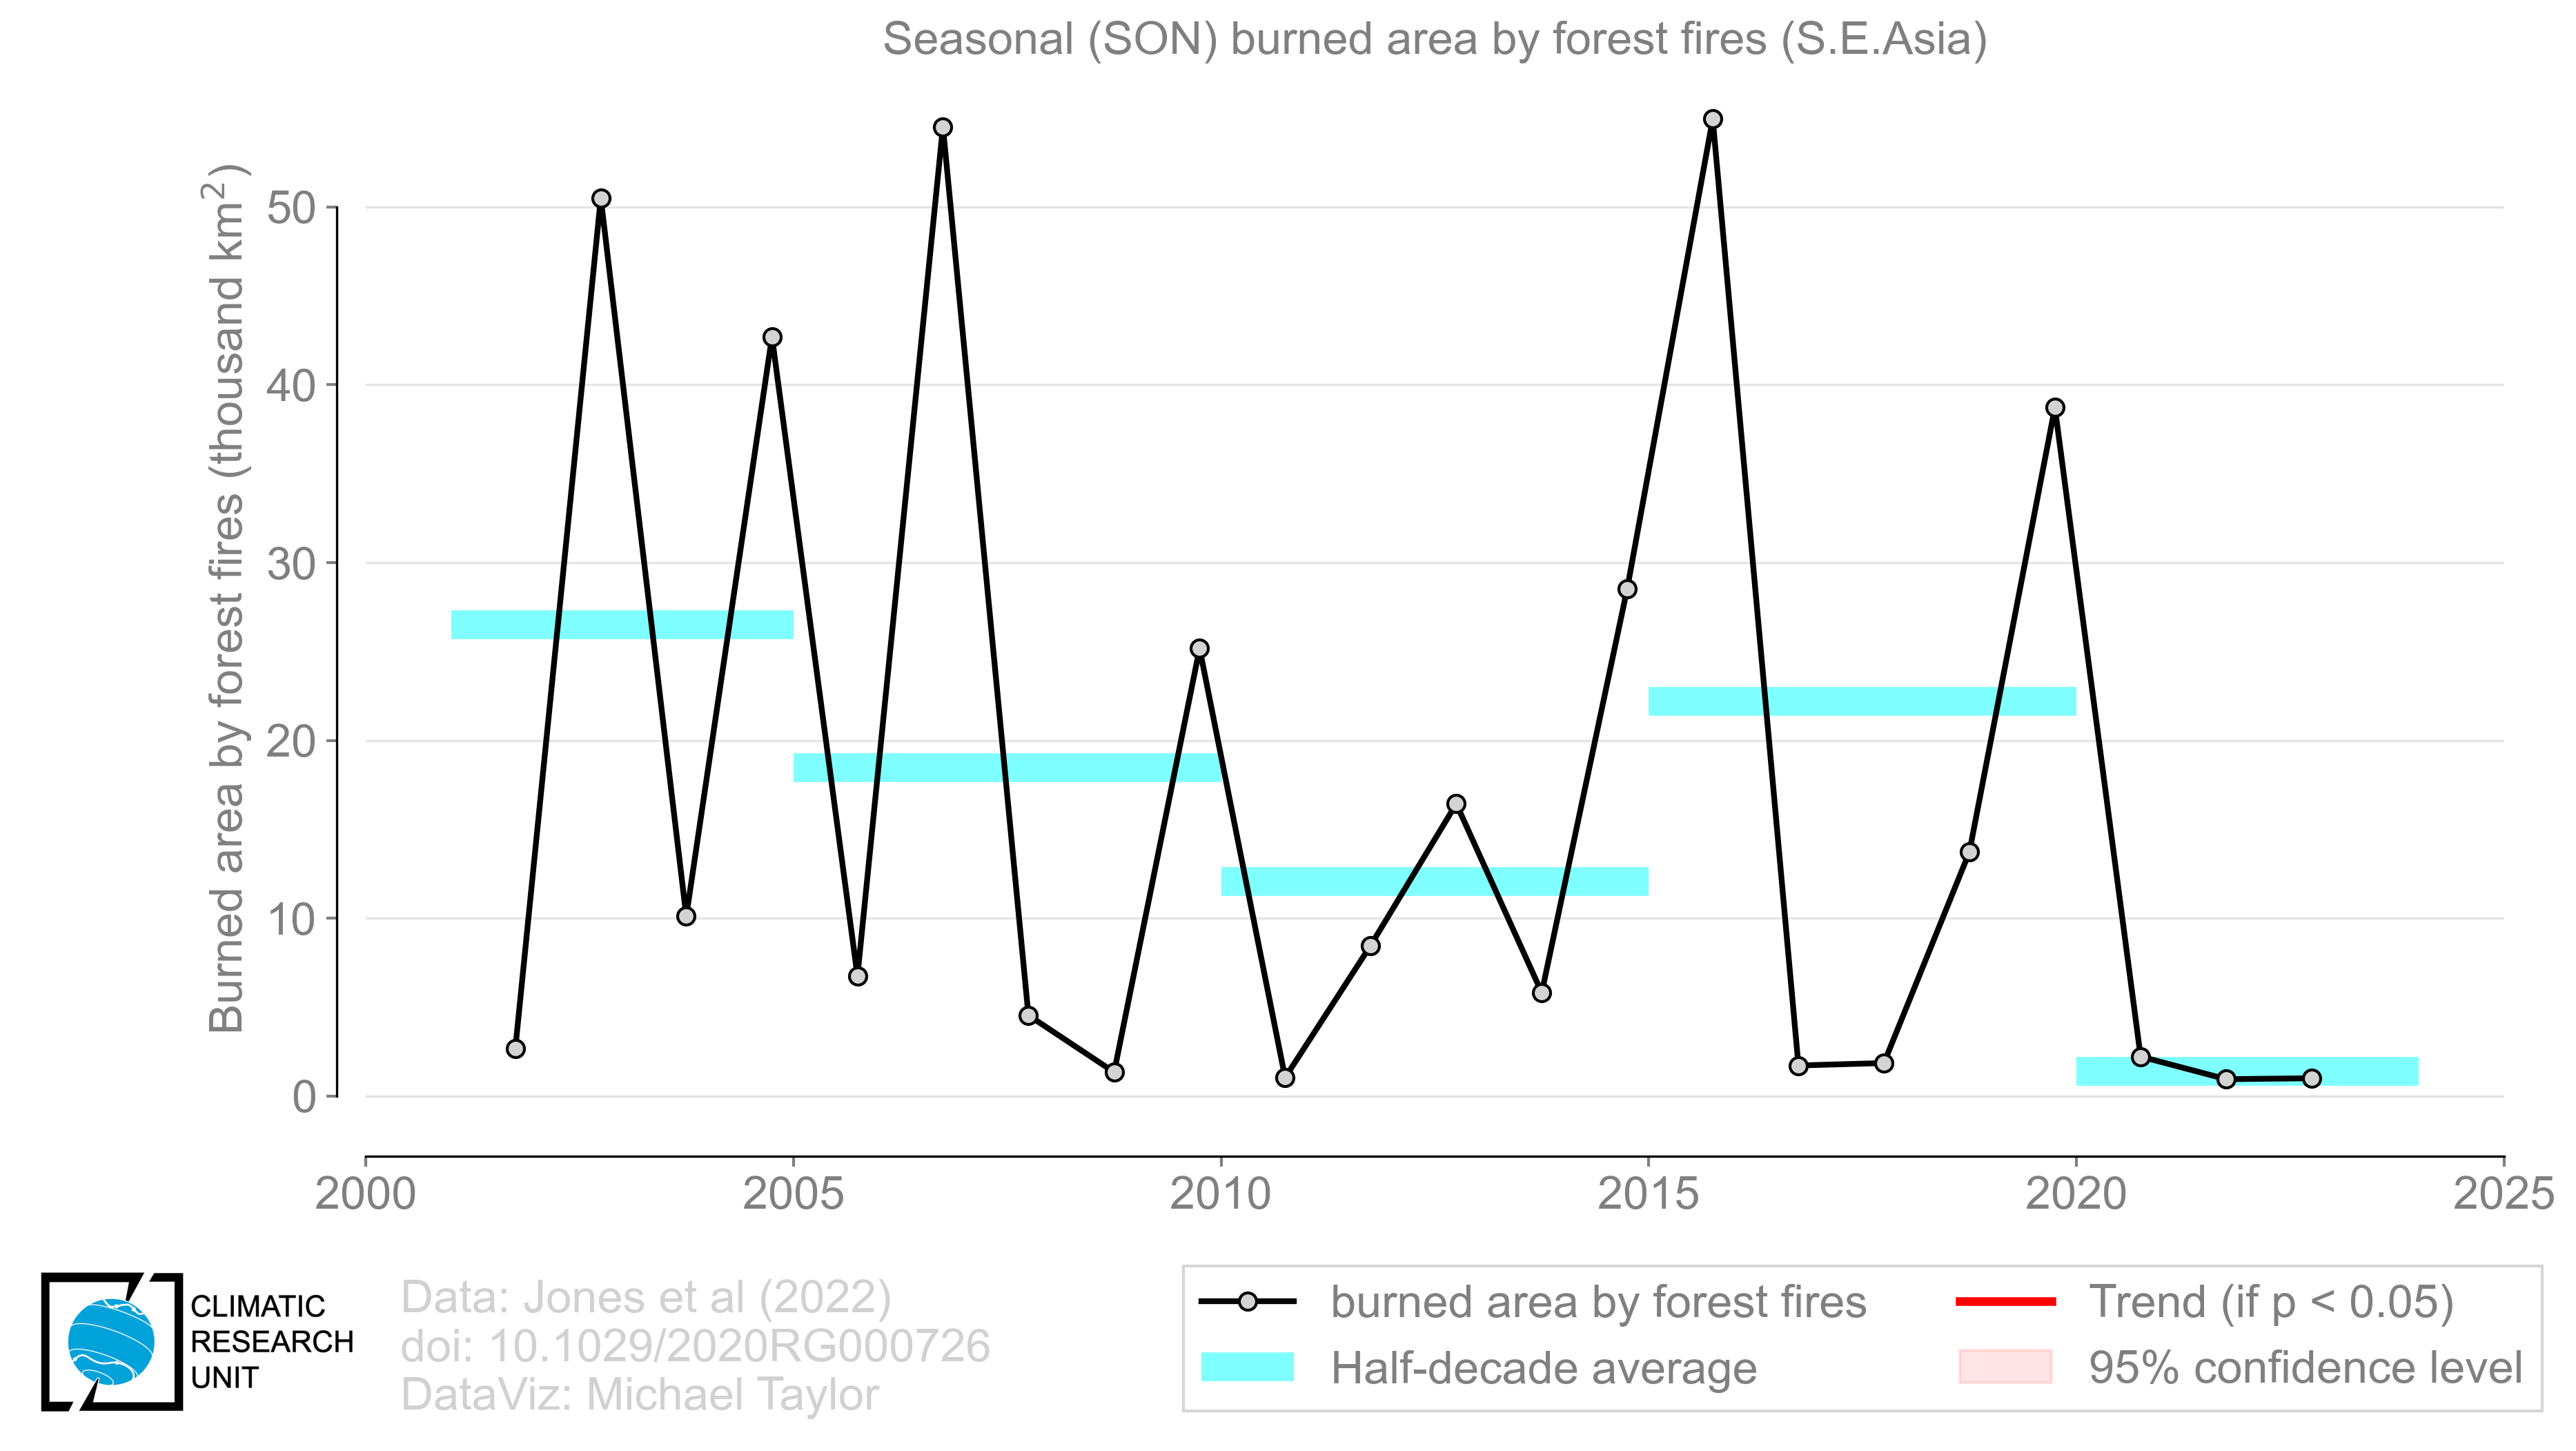 Seasonal (SON) burned area by forest fires (S.E.Asia)
Burned area by forest fires (thousand km²)
50
40
30
20
10
0
2000 2005 2010 2015 2020 2025
CLIMATIC
RESEARCH
UNIT
Data: Jones et al (2022)
doi: 10.1029/2020RG000726
DataViz: Michael Taylor
burned area by forest fires
Half-decade average
Trend (if p < 0.05)
95% confidence level